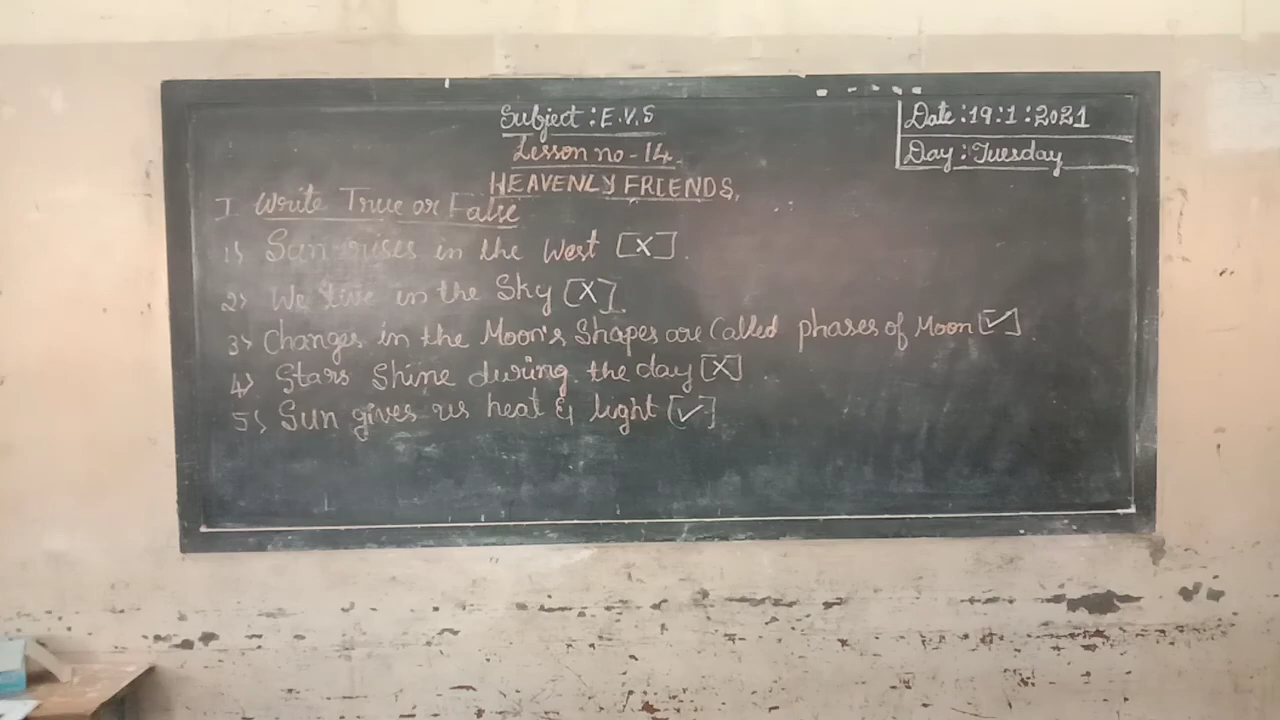 Subject : E.V.S
Date : 19 : 1 : 2021
Lesson no - 14.
Day : Tuesday
HEAVENLY FRIENDS.
I. Write True or False
1) Sun rises in the West [X].
2) We live in the Sky [X].
3) Changes in the Moon's Shapes are Called phases of Moon [✓]
4) Stars Shine during the day [X]
5) Sun gives us heat & light [✓]